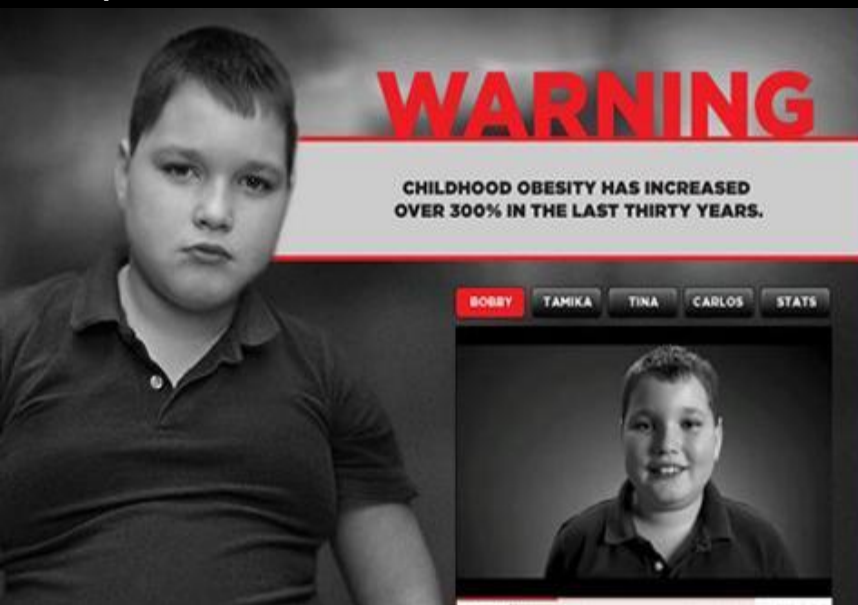 WARNING
CHILDHOOD OBESITY HAS INCREASED
OVER 300% IN THE LAST THIRTY YEARS.
BOBBY TAMIKA TINA CARLOS STATS